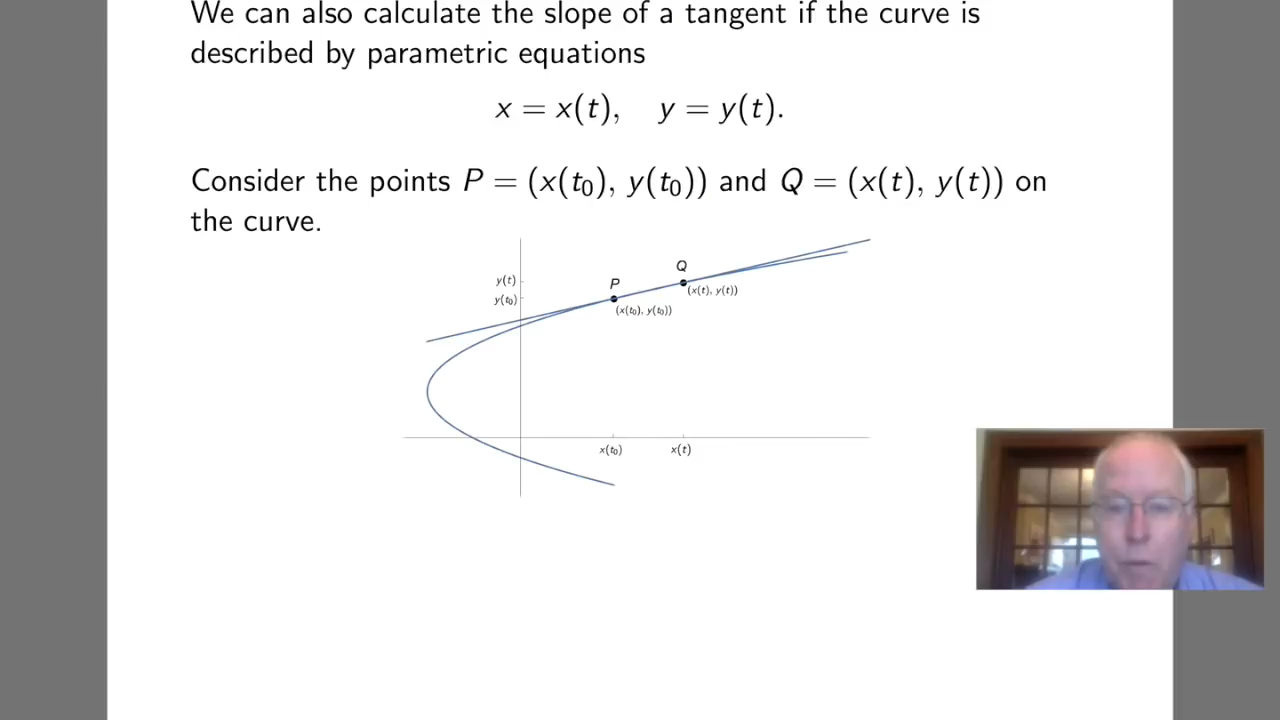 We can also calculate the slope of a tangent if the curve is
described by parametric equations
x = x(t), y = y(t).
Consider the points P = (x(t₀), y(t₀)) and Q = (x(t), y(t)) on
the curve.
Q
y(t)
P
(x(t), y(t))
y(t₀)
(x(t₀), y(t₀))
x(t₀) x(t)